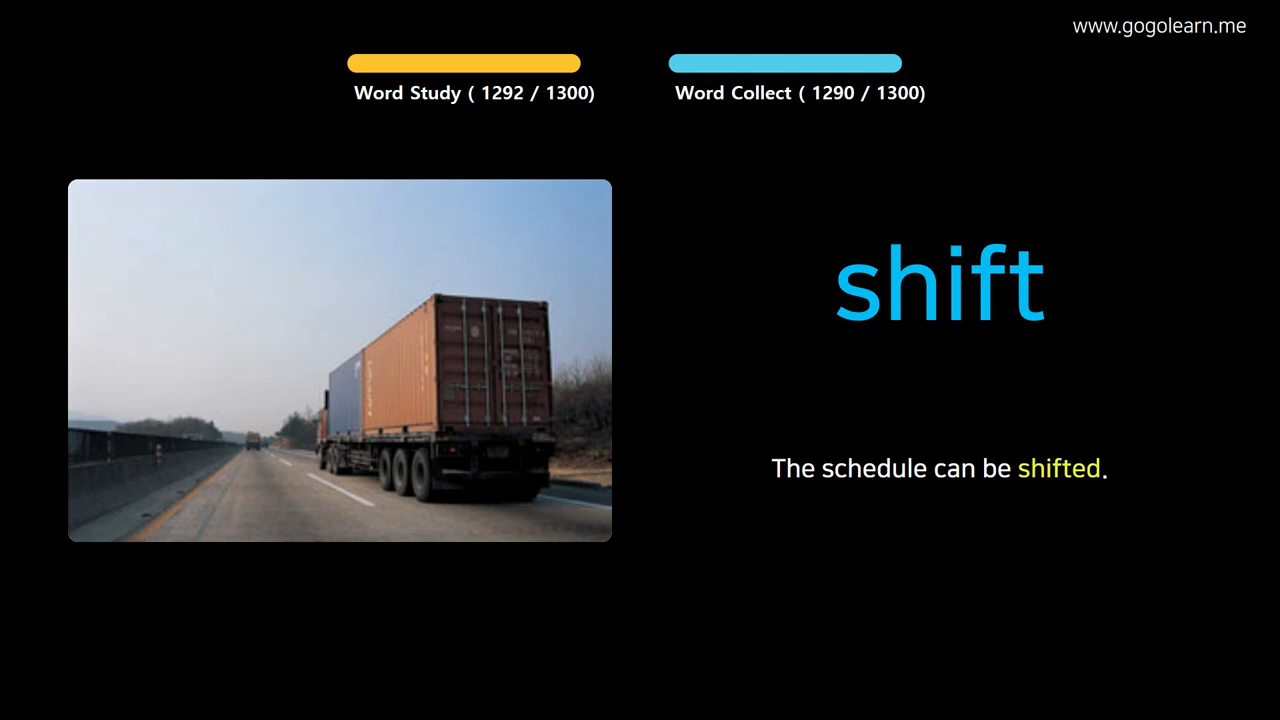 www.gogolearn.me
Word Study ( 1292 / 1300)
Word Collect ( 1290 / 1300)
shift
The schedule can be shifted.